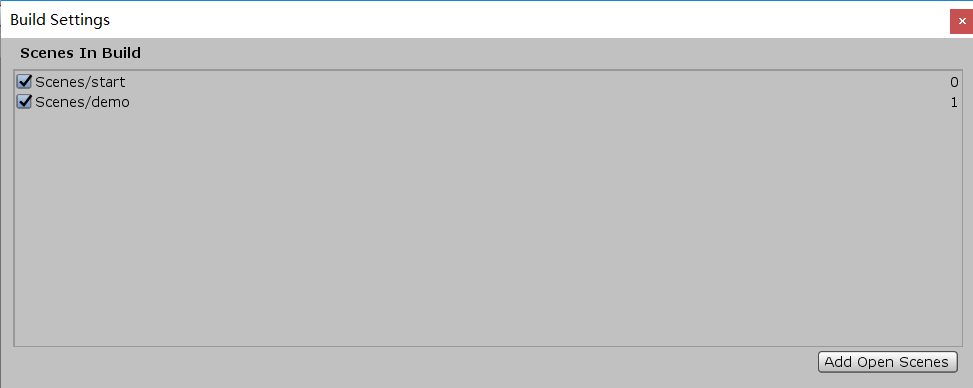 Build Settings
Scenes In Build
Scenes/start 0
Scenes/demo 1
Add Open Scenes